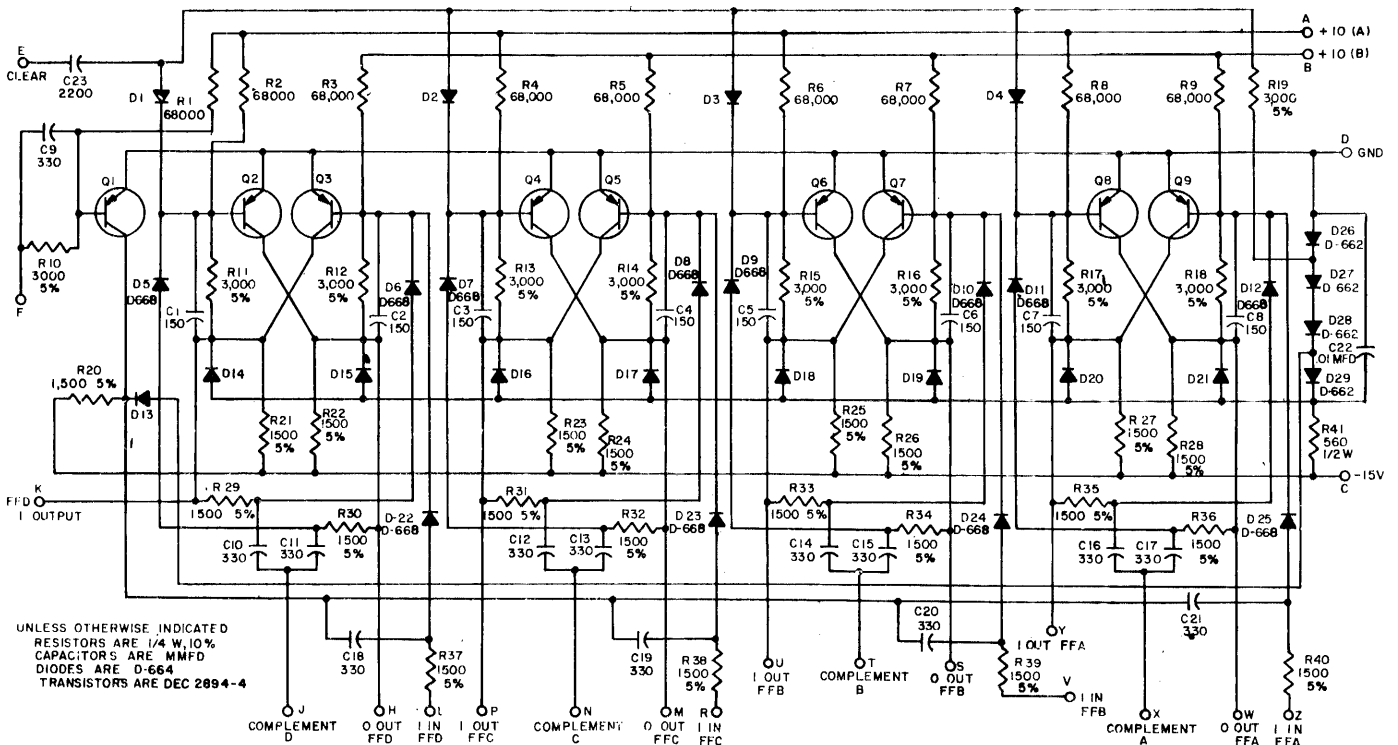 E
CLEAR
C23
2200
A
+10 (A)
+10 (B)
B
D1
R1
68000
R2
68000
R3
68,000
D2
R4
68,000
R5
68,000
D3
R6
68,000
R7
68,000
D4
R8
68,000
R9
68,000
R19
3,000
5%
C9
330
D
GND
Q1
Q2
Q3
Q4
Q5
Q6
Q7
Q8
Q9
D26
D-662
R10
3000
5%
F
D5
D668
R11
3,000
5%
R12
3,000
5%
D6
D668
D7
D668
R13
3,000
5%
R14
3,000
5%
D8
D668
D9
D668
R15
3,000
5%
R16
3,000
5%
D10
D668
D11
D668
R17
3,000
5%
R18
3,000
5%
D12
D668
D27
D-662
C1
150
C2
150
C3
150
C4
150
C5
150
C6
150
C7
150
C8
150
D28
D-662
C22
.01MFD
D29
D-662
R20
1,500 5%
D13
D14
D15
D16
D17
D18
D19
D20
D21
R21
1500
5%
R22
1500
5%
R23
1500
5%
R24
1500
5%
R25
1500
5%
R26
1500
5%
R27
1500
5%
R28
1500
5%
R41
560
1/2W
-15V
C
K
FFD
1 OUTPUT
R29
1500 5%
R30
1500
5%
D-22
D-668
R31
1500 5%
R32
1500
5%
D23
D-668
R33
1500 5%
R34
1500
5%
D24
D-668
R35
1500 5%
R36
1500
5%
D25
D-668
C10
330
C11
330
C12
330
C13
330
C14
330
C15
330
C16
330
C17
330
C18
330
C19
330
C20
330
C21
330
UNLESS OTHERWISE INDICATED
RESISTORS ARE 1/4 W, 10%
CAPACITORS ARE MMFD
DIODES ARE D-664
TRANSISTORS ARE DEC 2894-4
R37
1500
5%
R38
1500
5%
R39
1500
5%
R40
1500
5%
J
COMPLEMENT
D
H
0 OUT
FFD
L
1 IN
FFD
P
1 OUT
FFC
N
COMPLEMENT
C
M
0 OUT
FFC
R
1 IN
FFC
U
1 OUT
FFB
T
COMPLEMENT
B
S
0 OUT
FFB
V
1 IN
FFB
Y
1 OUT FFA
X
COMPLEMENT
A
W
0 OUT
FFA
Z
1 IN
FFA